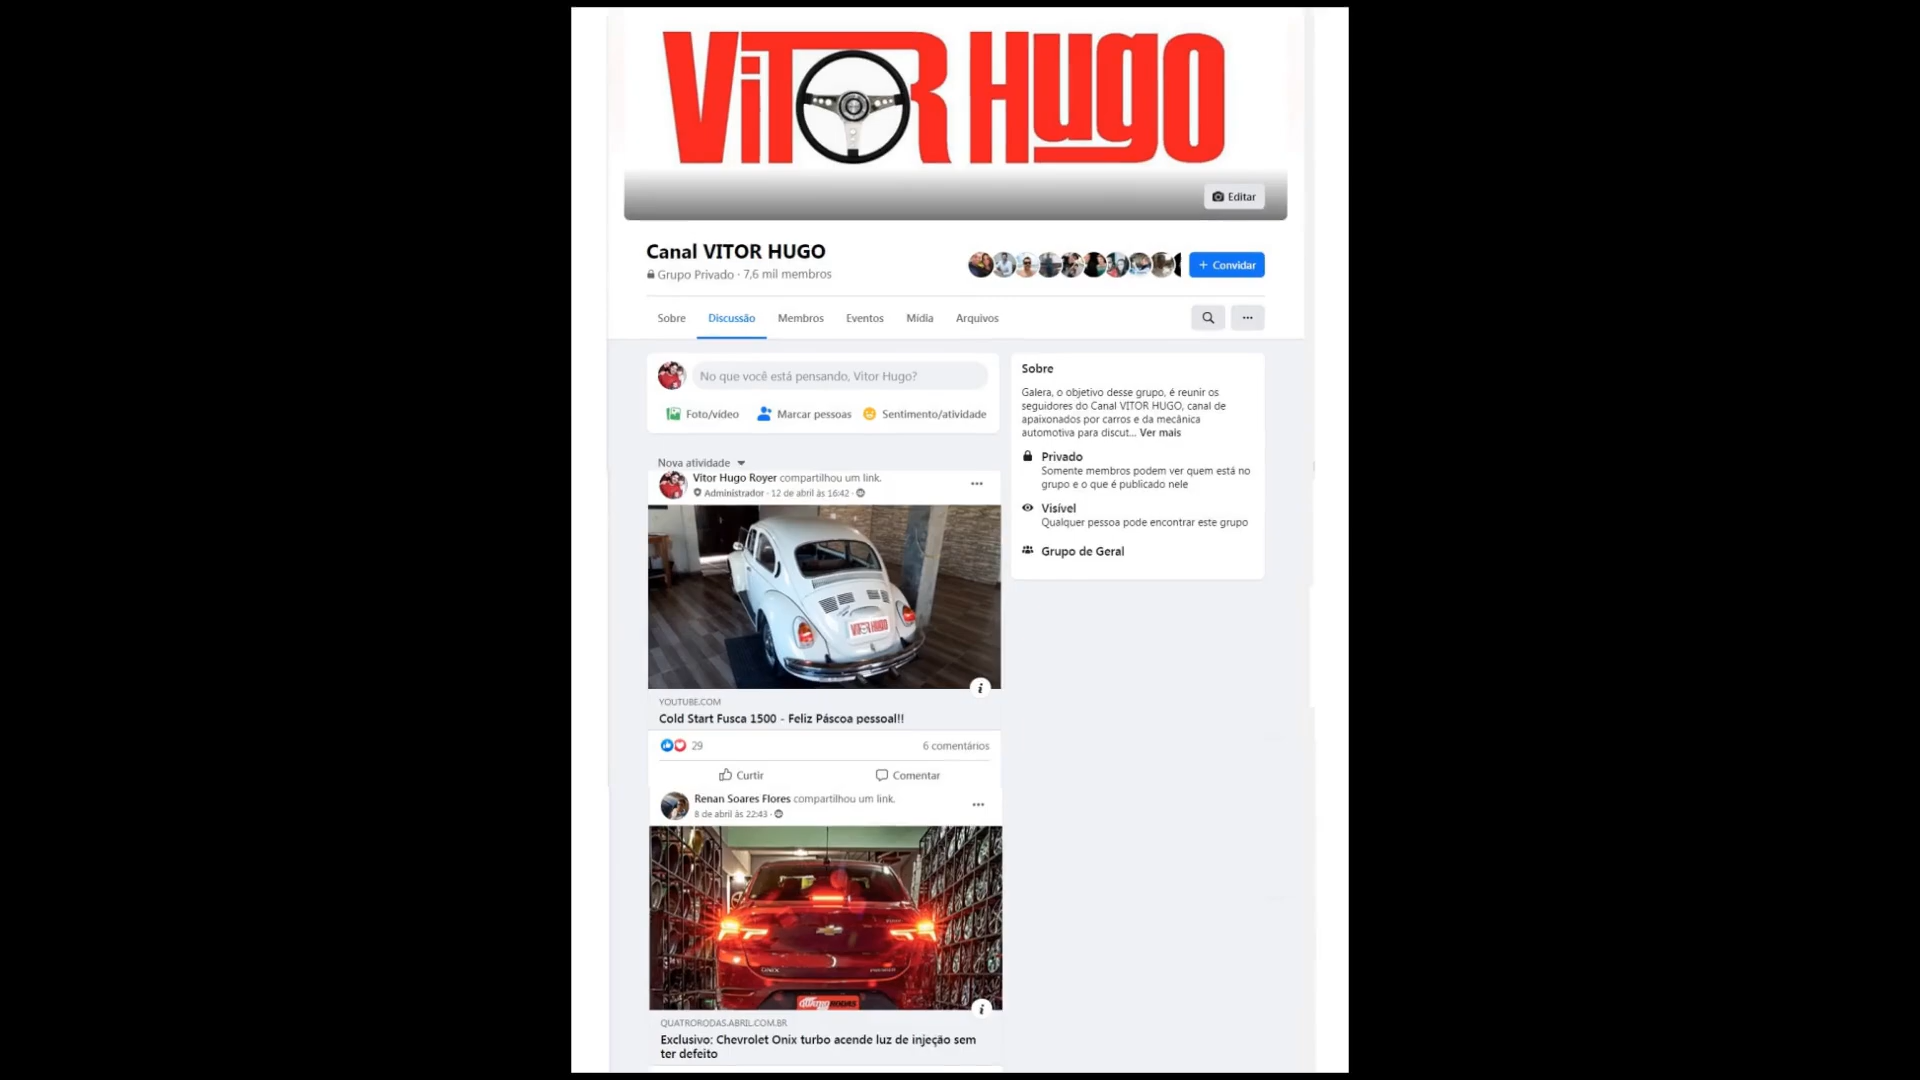 VITOR HUGO
Editar
Canal VITOR HUGO
Grupo Privado · 7,6 mil membros
+ Convidar
Sobre Discussão Membros Eventos Mídia Arquivos
No que você está pensando, Vitor Hugo?
Foto/vídeo Marcar pessoas Sentimento/atividade
Sobre
Galera, o objetivo desse grupo, é reunir os
seguidores do Canal VITOR HUGO, canal de
apaixonados por carros e da mecânica
automotiva para discut... Ver mais
Privado
Somente membros podem ver quem está no
grupo e o que é publicado nele
Visível
Qualquer pessoa pode encontrar este grupo
Grupo de Geral
Nova atividade
Vitor Hugo Royer compartilhou um link.
Administrador · 12 de abril às 16:42 ·
VITOR HUGO
YOUTUBE.COM
Cold Start Fusca 1500 - Feliz Páscoa pessoal!!
29 6 comentários
Curtir Comentar
Renan Soares Flores compartilhou um link.
8 de abril às 22:43 ·
ONIX
QUATRO RODAS
QUATRORODAS.ABRIL.COM.BR
Exclusivo: Chevrolet Onix turbo acende luz de injeção sem
ter defeito